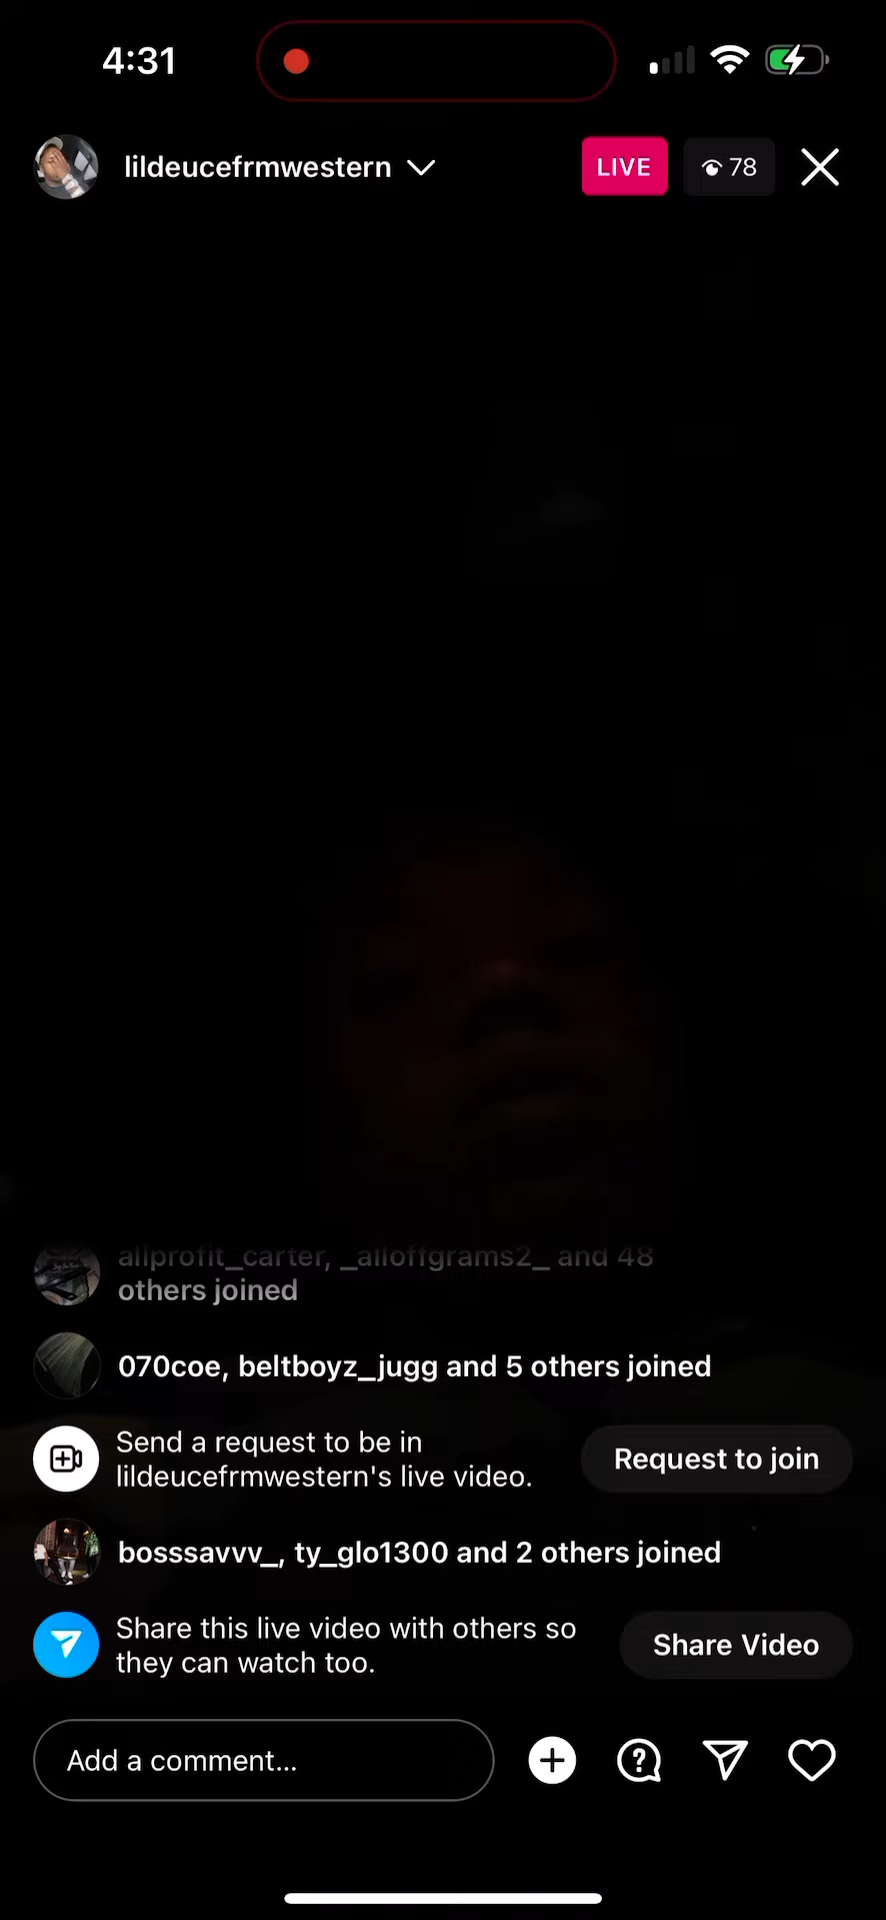 4:31
lildeucefrmwestern
LIVE
78
allprofit_carter, _alloffgrams2_ and 48
others joined
070coe, beltboyz_jugg and 5 others joined
Send a request to be in
lildeucefrmwestern's live video.
Request to join
bosssavvv_, ty_glo1300 and 2 others joined
Share this live video with others so
they can watch too.
Share Video
Add a comment...